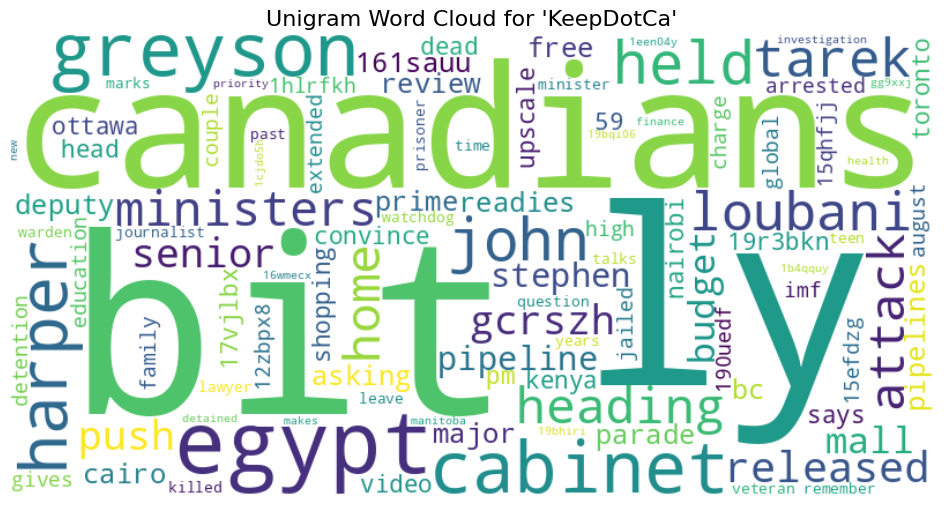 Unigram Word Cloud for 'KeepDotCa'
greyson
161sauu
dead
free
1een04y
held
tarek
investigation
marks
priority
1hlrfkh
review
minister
arrested
gg9xxj
canadians
ottawa
head
couple
past
1cjdo5h
extended
prisoner
time
upscale
59
19bqi06
finance
charge
global
15qhfjj
health
toronto
new
deputy
ministers
prime
readies
watchdog
loubani
august
warden
education
journalist
senior
convince
john
high
talks
nairobi
budget
19r3bkn
teen
1b4qquy
attack
harper
bit
ly
16wmecx
shopping
home
stephen
question
gcrszh
years
jailed
190uedf
imf
pipelines
detention
family
17vjlbx
lawyer
12zbpx8
asking
leave
pipeline
pm
kenya
bc
15efdzg
heading
says
push
detained
makes
manitoba
egypt
major
19bhiri
parade
mall
gives
cairo
killed
video
cabinet
released
veteran
remember